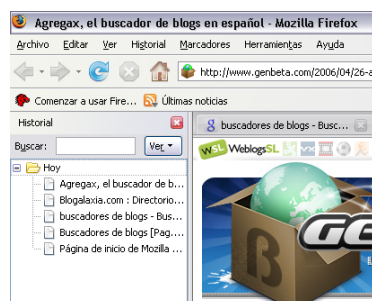 Agregax, el buscador de blogs en español - Mozilla Firefox
Archivo Editar Ver Historial Marcadores Herramientas Ayuda
http://www.genbeta.com/2006/04/26-a
Comenzar a usar Fire... Últimas noticias
Historial
buscadores de blogs - Busc...
Buscar:
Ver
WSL WeblogsSL
Hoy
Agregax, el buscador de b...
Blogalaxia.com : Directorio...
buscadores de blogs - Bus...
Buscadores de blogs [Pag....
Página de inicio de Mozilla ...
GE
β